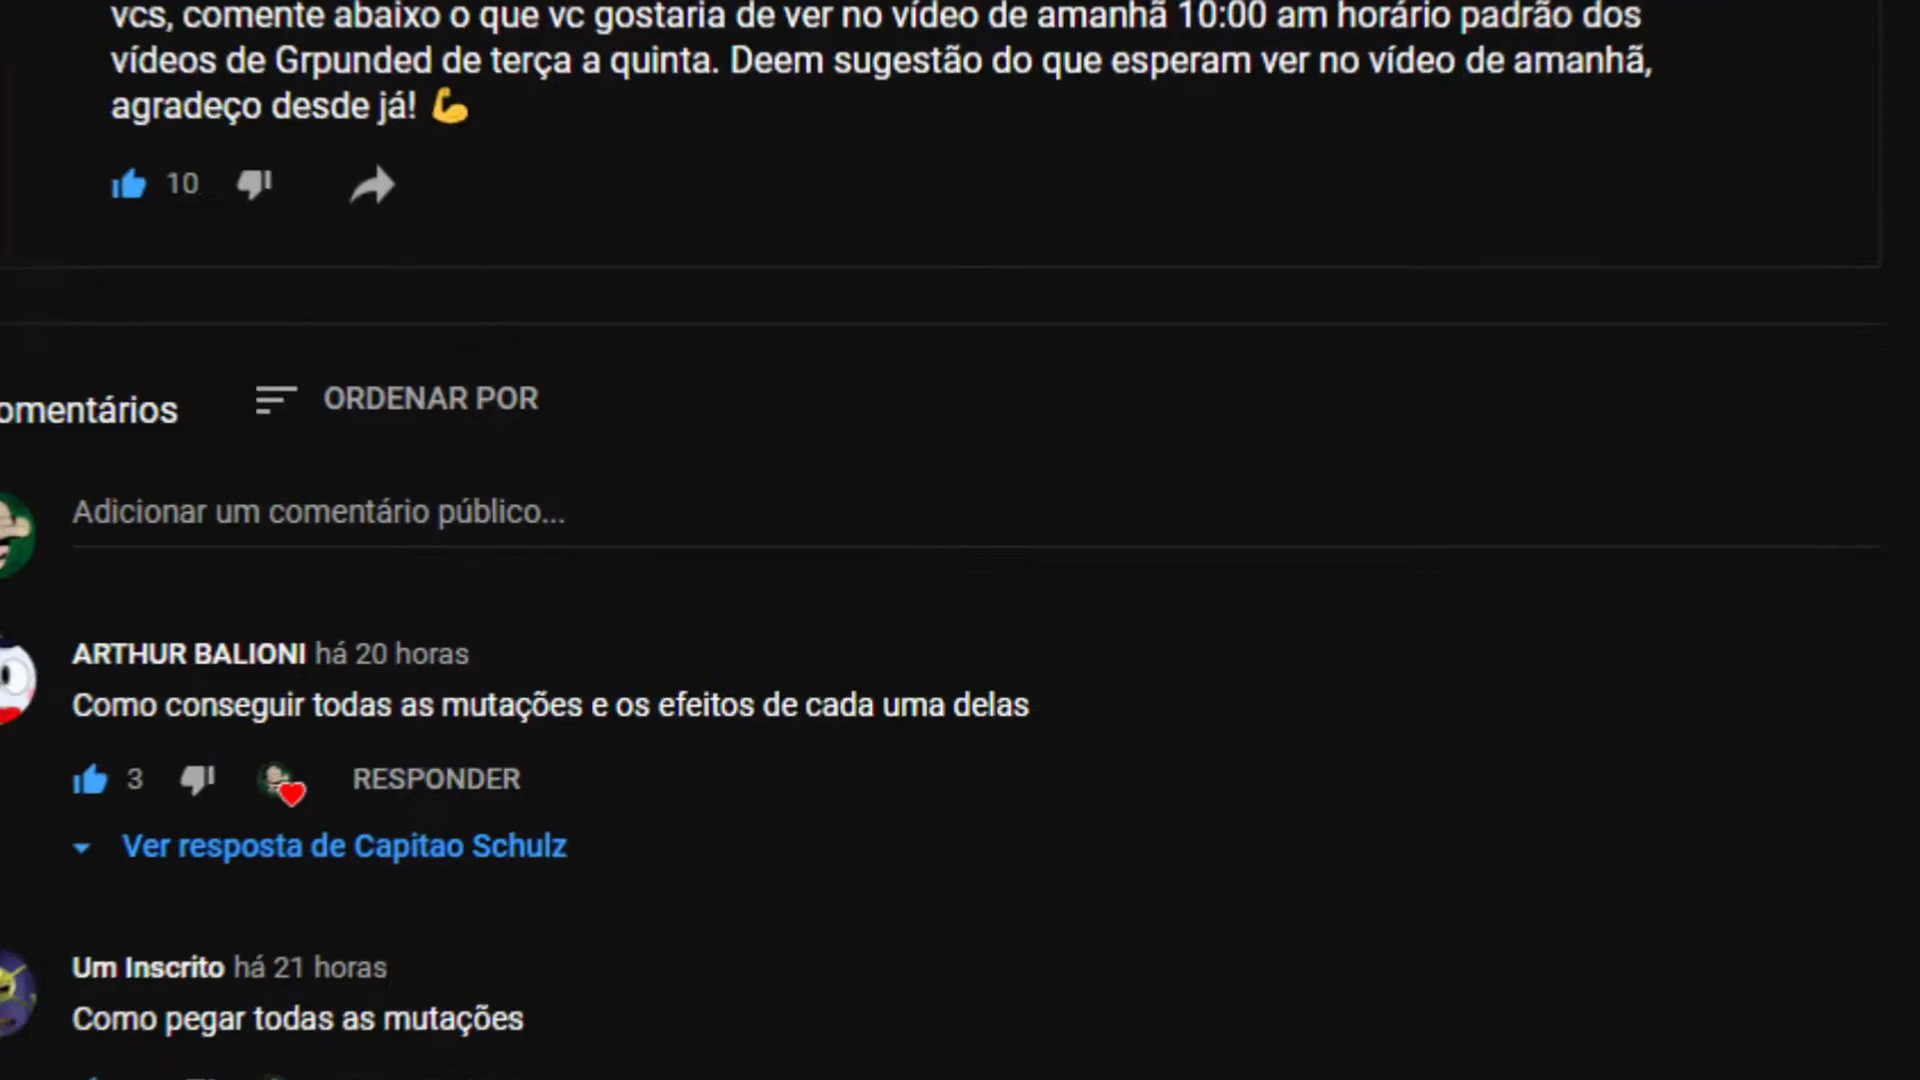 vcs, comente abaixo o que vc gostaria de ver no vídeo de amanhã 10:00 am horário padrão dos
vídeos de Grpunded de terça a quinta. Deem sugestão do que esperam ver no vídeo de amanhã,
agradeço desde já! 💪
10
omentários
ORDENAR POR
Adicionar um comentário público...
ARTHUR BALIONI há 20 horas
Como conseguir todas as mutações e os efeitos de cada uma delas
3
RESPONDER
Ver resposta de Capitao Schulz
Um Inscrito há 21 horas
Como pegar todas as mutações